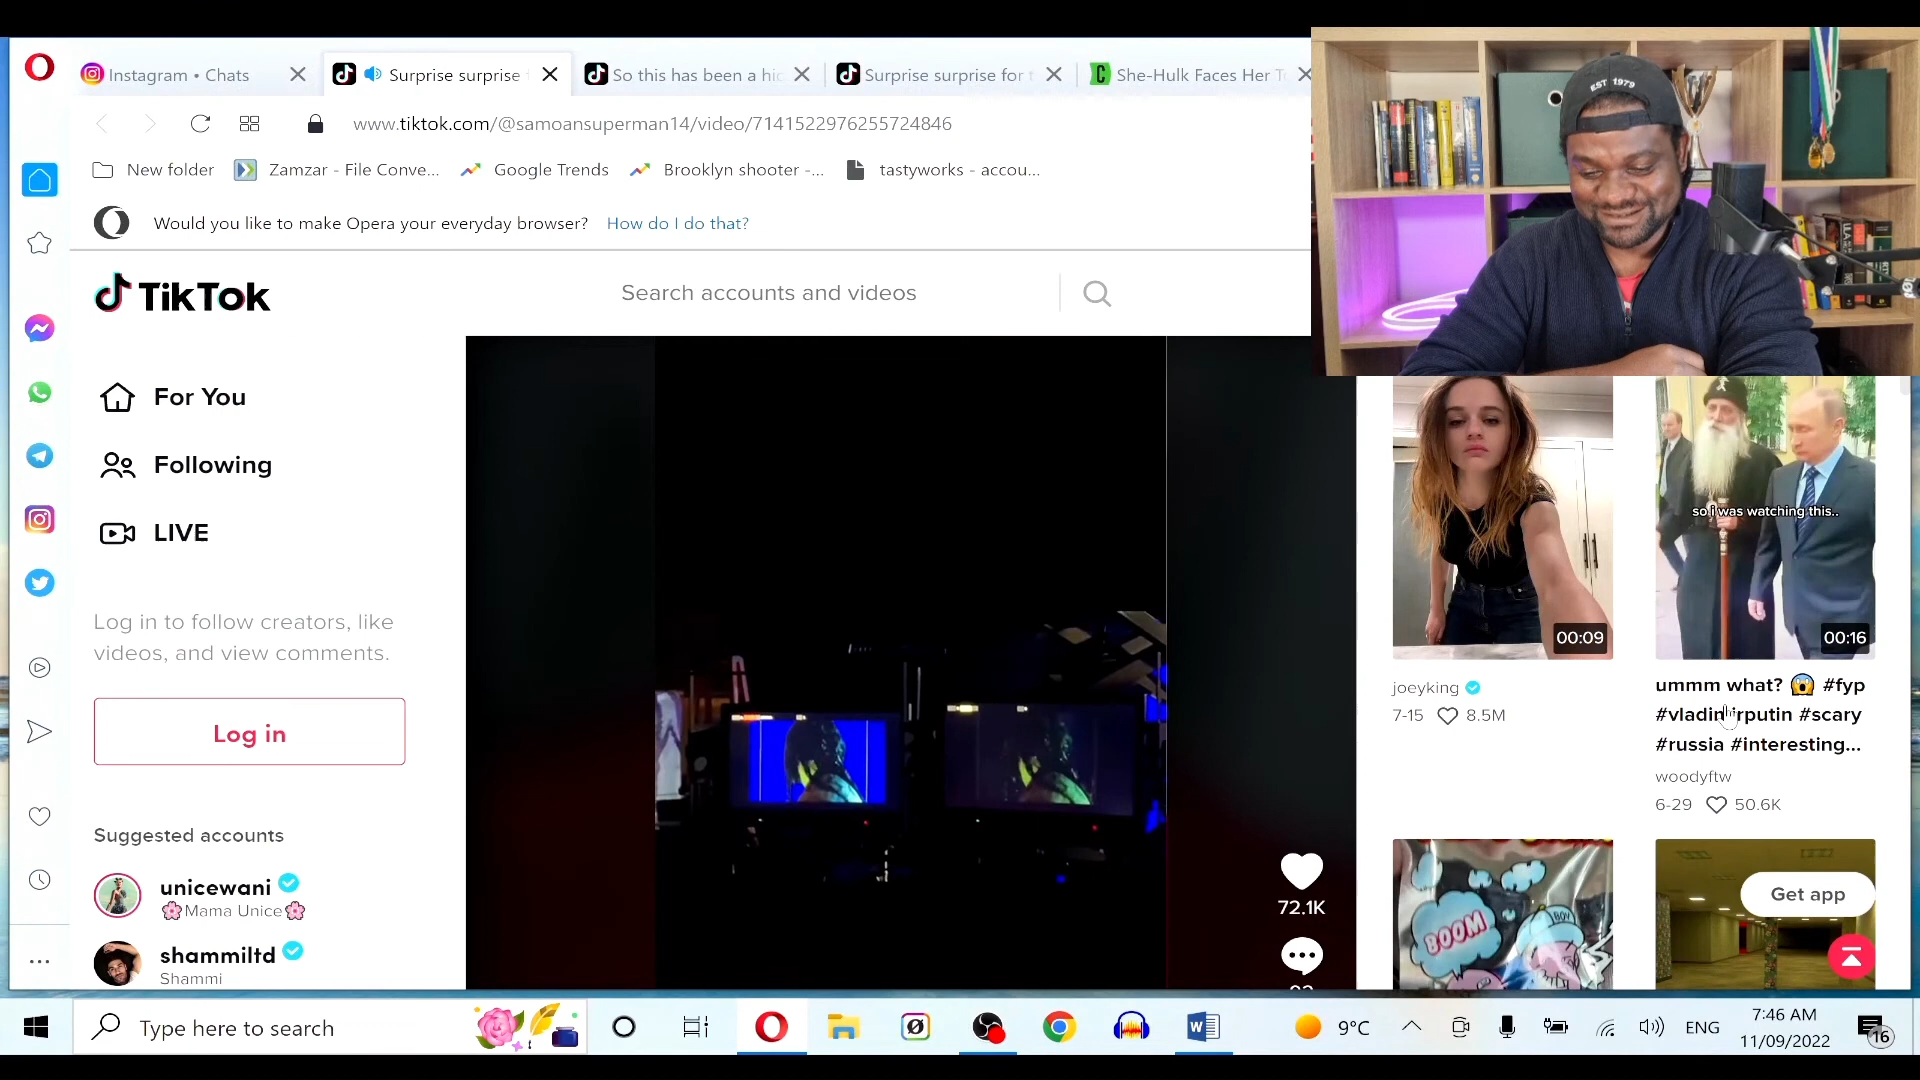 Instagram • Chats
Surprise surprise
So this has been a hic
Surprise surprise for t
She-Hulk Faces Her T
www.tiktok.com/@samoansuperman14/video/7141522976255724846
New folder
Zamzar - File Conve...
Google Trends
Brooklyn shooter -...
tastyworks - accou...
Would you like to make Opera your everyday browser? How do I do that?
EST 1979
TikTok
Search accounts and videos
For You
Following
LIVE
Log in to follow creators, like
videos, and view comments.
Log in
Suggested accounts
unicewani
🌸Mama Unice🌸
shammiltd
Shammi
72.1K
00:09
joeyking
7-15 8.5M
so i was watching this..
00:16
ummm what? 😱 #fyp
#vladimirputin #scary
#russia #interesting...
woodyftw
6-29 50.6K
BOOM
BOY
Get app
Type here to search
9°C
ENG
7:46 AM
11/09/2022
16